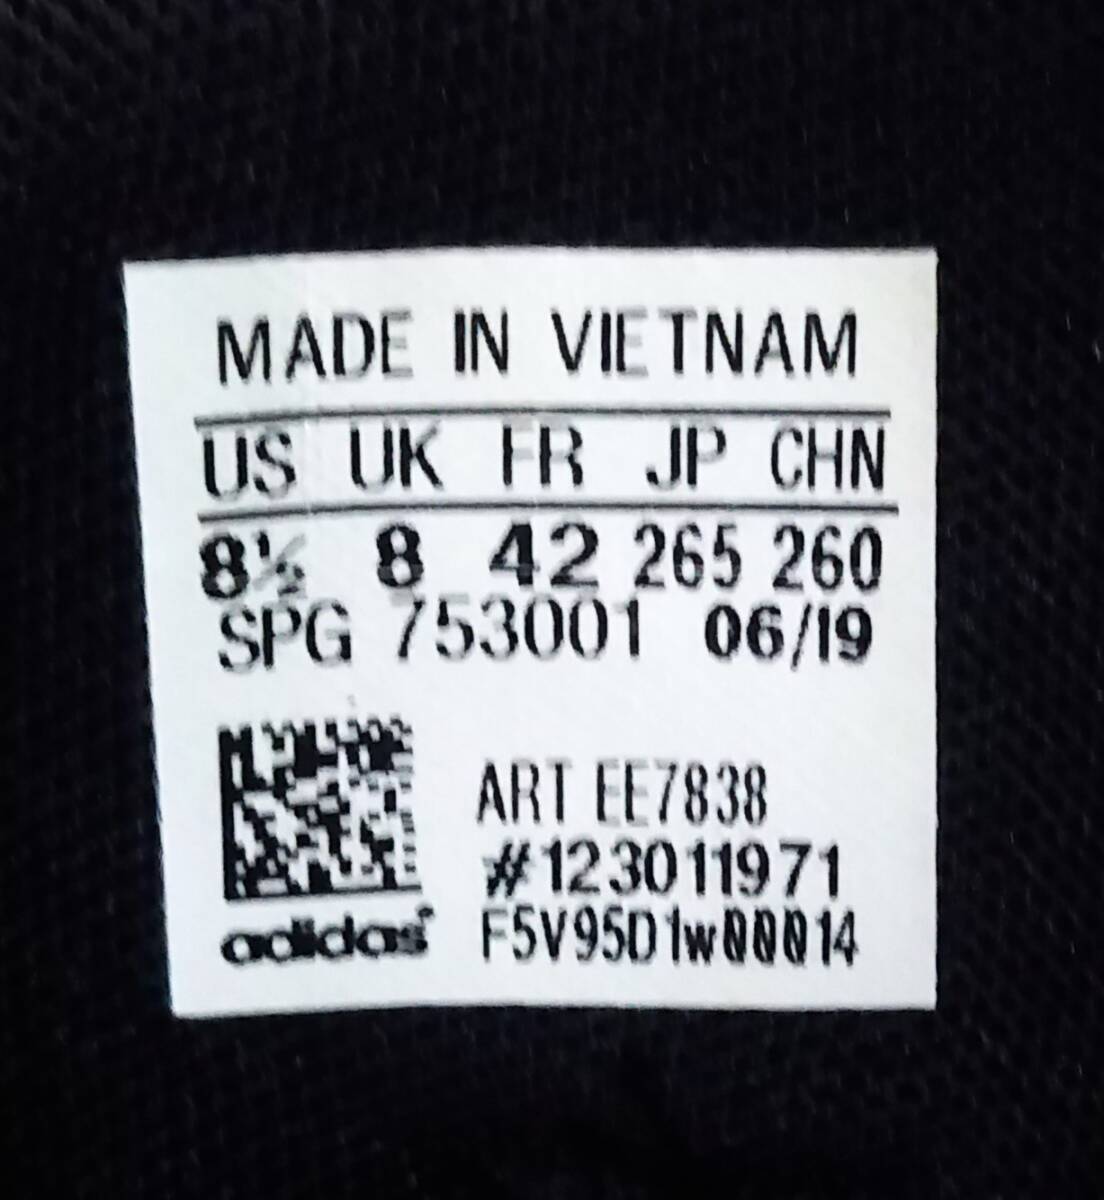 MADE IN VIETNAM
US UK FR JP CHN
8½ 8 42 265 260
SPG 753001 06/19
ART EE7838
#123011971
adidas F5V95D1w00014